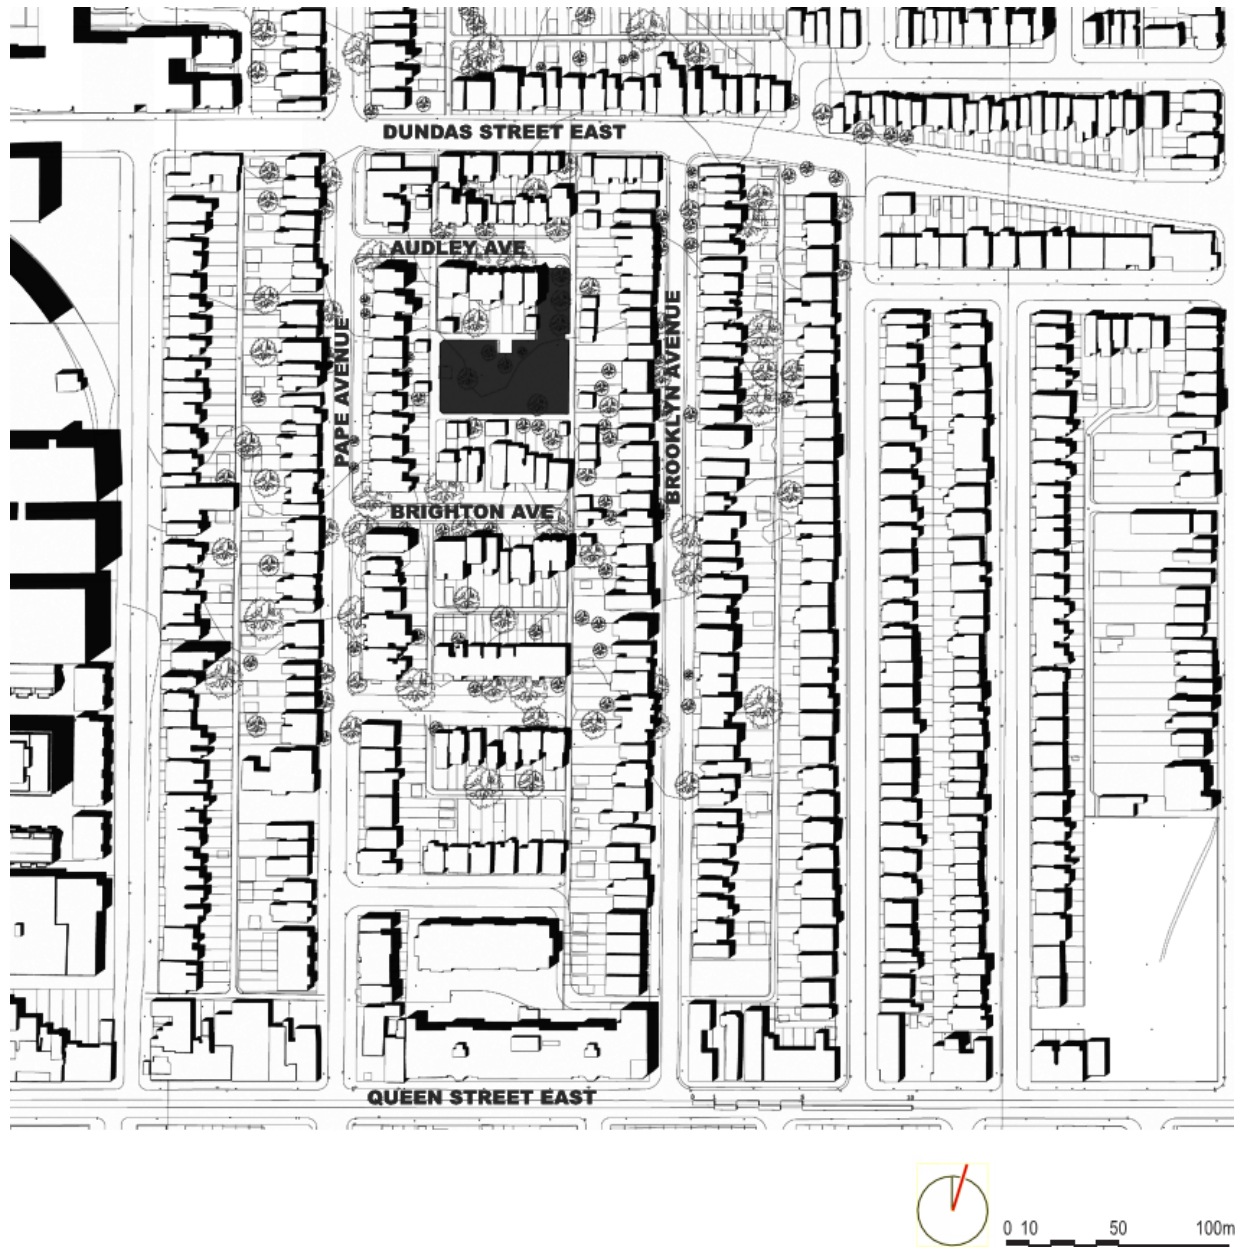 DUNDAS STREET EAST
AUDLEY AVE
PAPE AVENUE
BROOKLYN AVENUE
BRIGHTON AVE
QUEEN STREET EAST
0 10 50 100m